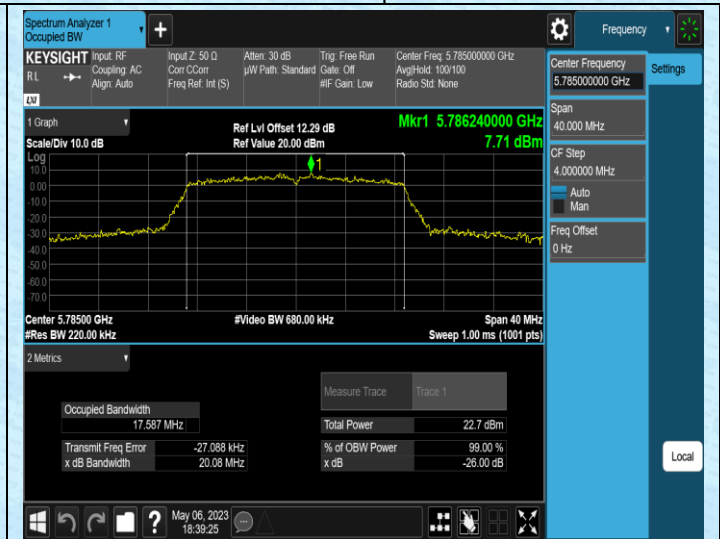 Spectrum Analyzer 1
Occupied BW
+
Frequency
KEYSIGHT
R L
LXI
Input: RF
Coupling: AC
Align: Auto
Input Z: 50 Ω
Corr CCorr
Freq Ref: Int (S)
Atten: 30 dB
µW Path: Standard
Trig: Free Run
Gate: Off
#IF Gain: Low
Center Freq: 5.785000000 GHz
Avg|Hold: 100/100
Radio Std: None
Center Frequency
5.785000000 GHz
Settings
Span
40.000 MHz
CF Step
4.000000 MHz
Auto
Man
Freq Offset
0 Hz
1 Graph
Scale/Div 10.0 dB
Ref Lvl Offset 12.29 dB
Ref Value 20.00 dBm
Mkr1 5.786240000 GHz
7.71 dBm
Log
10.0
0.00
-10.0
-20.0
-30.0
-40.0
-50.0
-60.0
-70.0
1
Center 5.78500 GHz
#Res BW 220.00 kHz
#Video BW 680.00 kHz
Span 40 MHz
Sweep 1.00 ms (1001 pts)
2 Metrics
Measure Trace
Trace 1
Occupied Bandwidth
17.587 MHz
Total Power
22.7 dBm
Transmit Freq Error
-27.088 kHz
% of OBW Power
99.00 %
x dB Bandwidth
20.08 MHz
x dB
-26.00 dB
Local
?
May 06, 2023
18:39:25